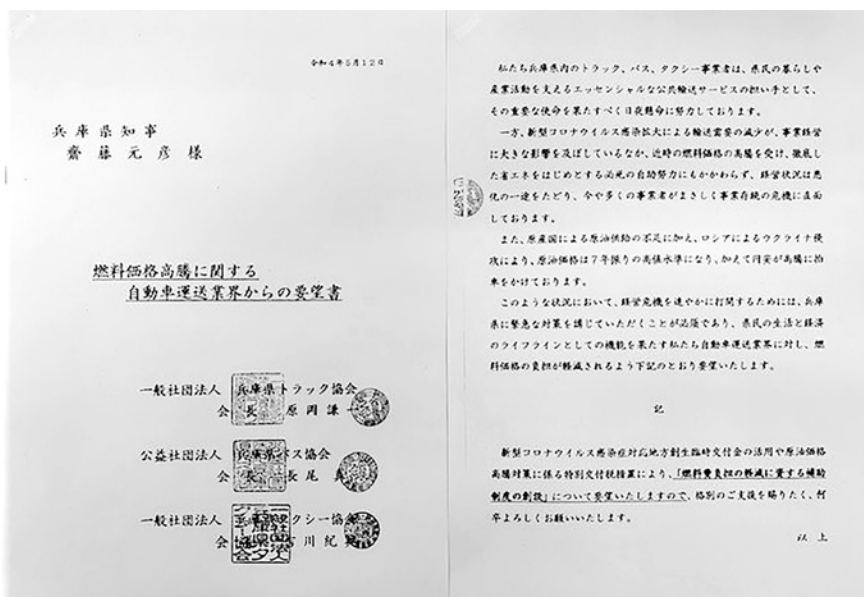 令和4年5月12日
兵庫県知事
齋藤元彦様
燃料価格高騰に関する
自動車運送業界からの要望書
一般社団法人 兵庫県トラック協会
会長 原岡謙一
公益社団法人 兵庫県バス協会
会長 長尾真
一般社団法人 兵庫県タクシー協会
会長 吉川紀興
私たち兵庫県内のトラック、バス、タクシー事業者は、県民の暮らしや
産業活動を支えるエッセンシャルな公共輸送サービスの担い手として、
その重要な使命を果たすべく日夜懸命に努力しております。
一方、新型コロナウイルス感染拡大による輸送需要の減少が、事業経営
に大きな影響を及ぼしているなか、近時の燃料価格の高騰を受け、徹底し
た省エネをはじめとする必死の自助努力にもかかわらず、経営状況は悪
化の一途をたどり、今や多くの事業者がまさしく事業存続の危機に直面
しております。
また、原産国による原油供給の不足に加え、ロシアによるウクライナ侵
攻により、原油価格は7年振りの高値水準になり、加えて円安が高騰に拍
車をかけております。
このような状況において、経営危機を速やかに打開するためには、兵庫
県に緊急な対策を講じていただくことが必須であり、県民の生活と経済
のライフラインとしての機能を果たす私たち自動車運送業界に対し、燃
料価格の負担が軽減されるよう下記のとおり要望いたします。
記
新型コロナウイルス感染症対応地方創生臨時交付金の活用や原油価格
高騰対策に係る特別交付税措置により、「燃料費負担の軽減に資する補助
制度の創設」について要望いたしますので、格別のご支援を賜りたく、何
卒よろしくお願いいたします。
以上